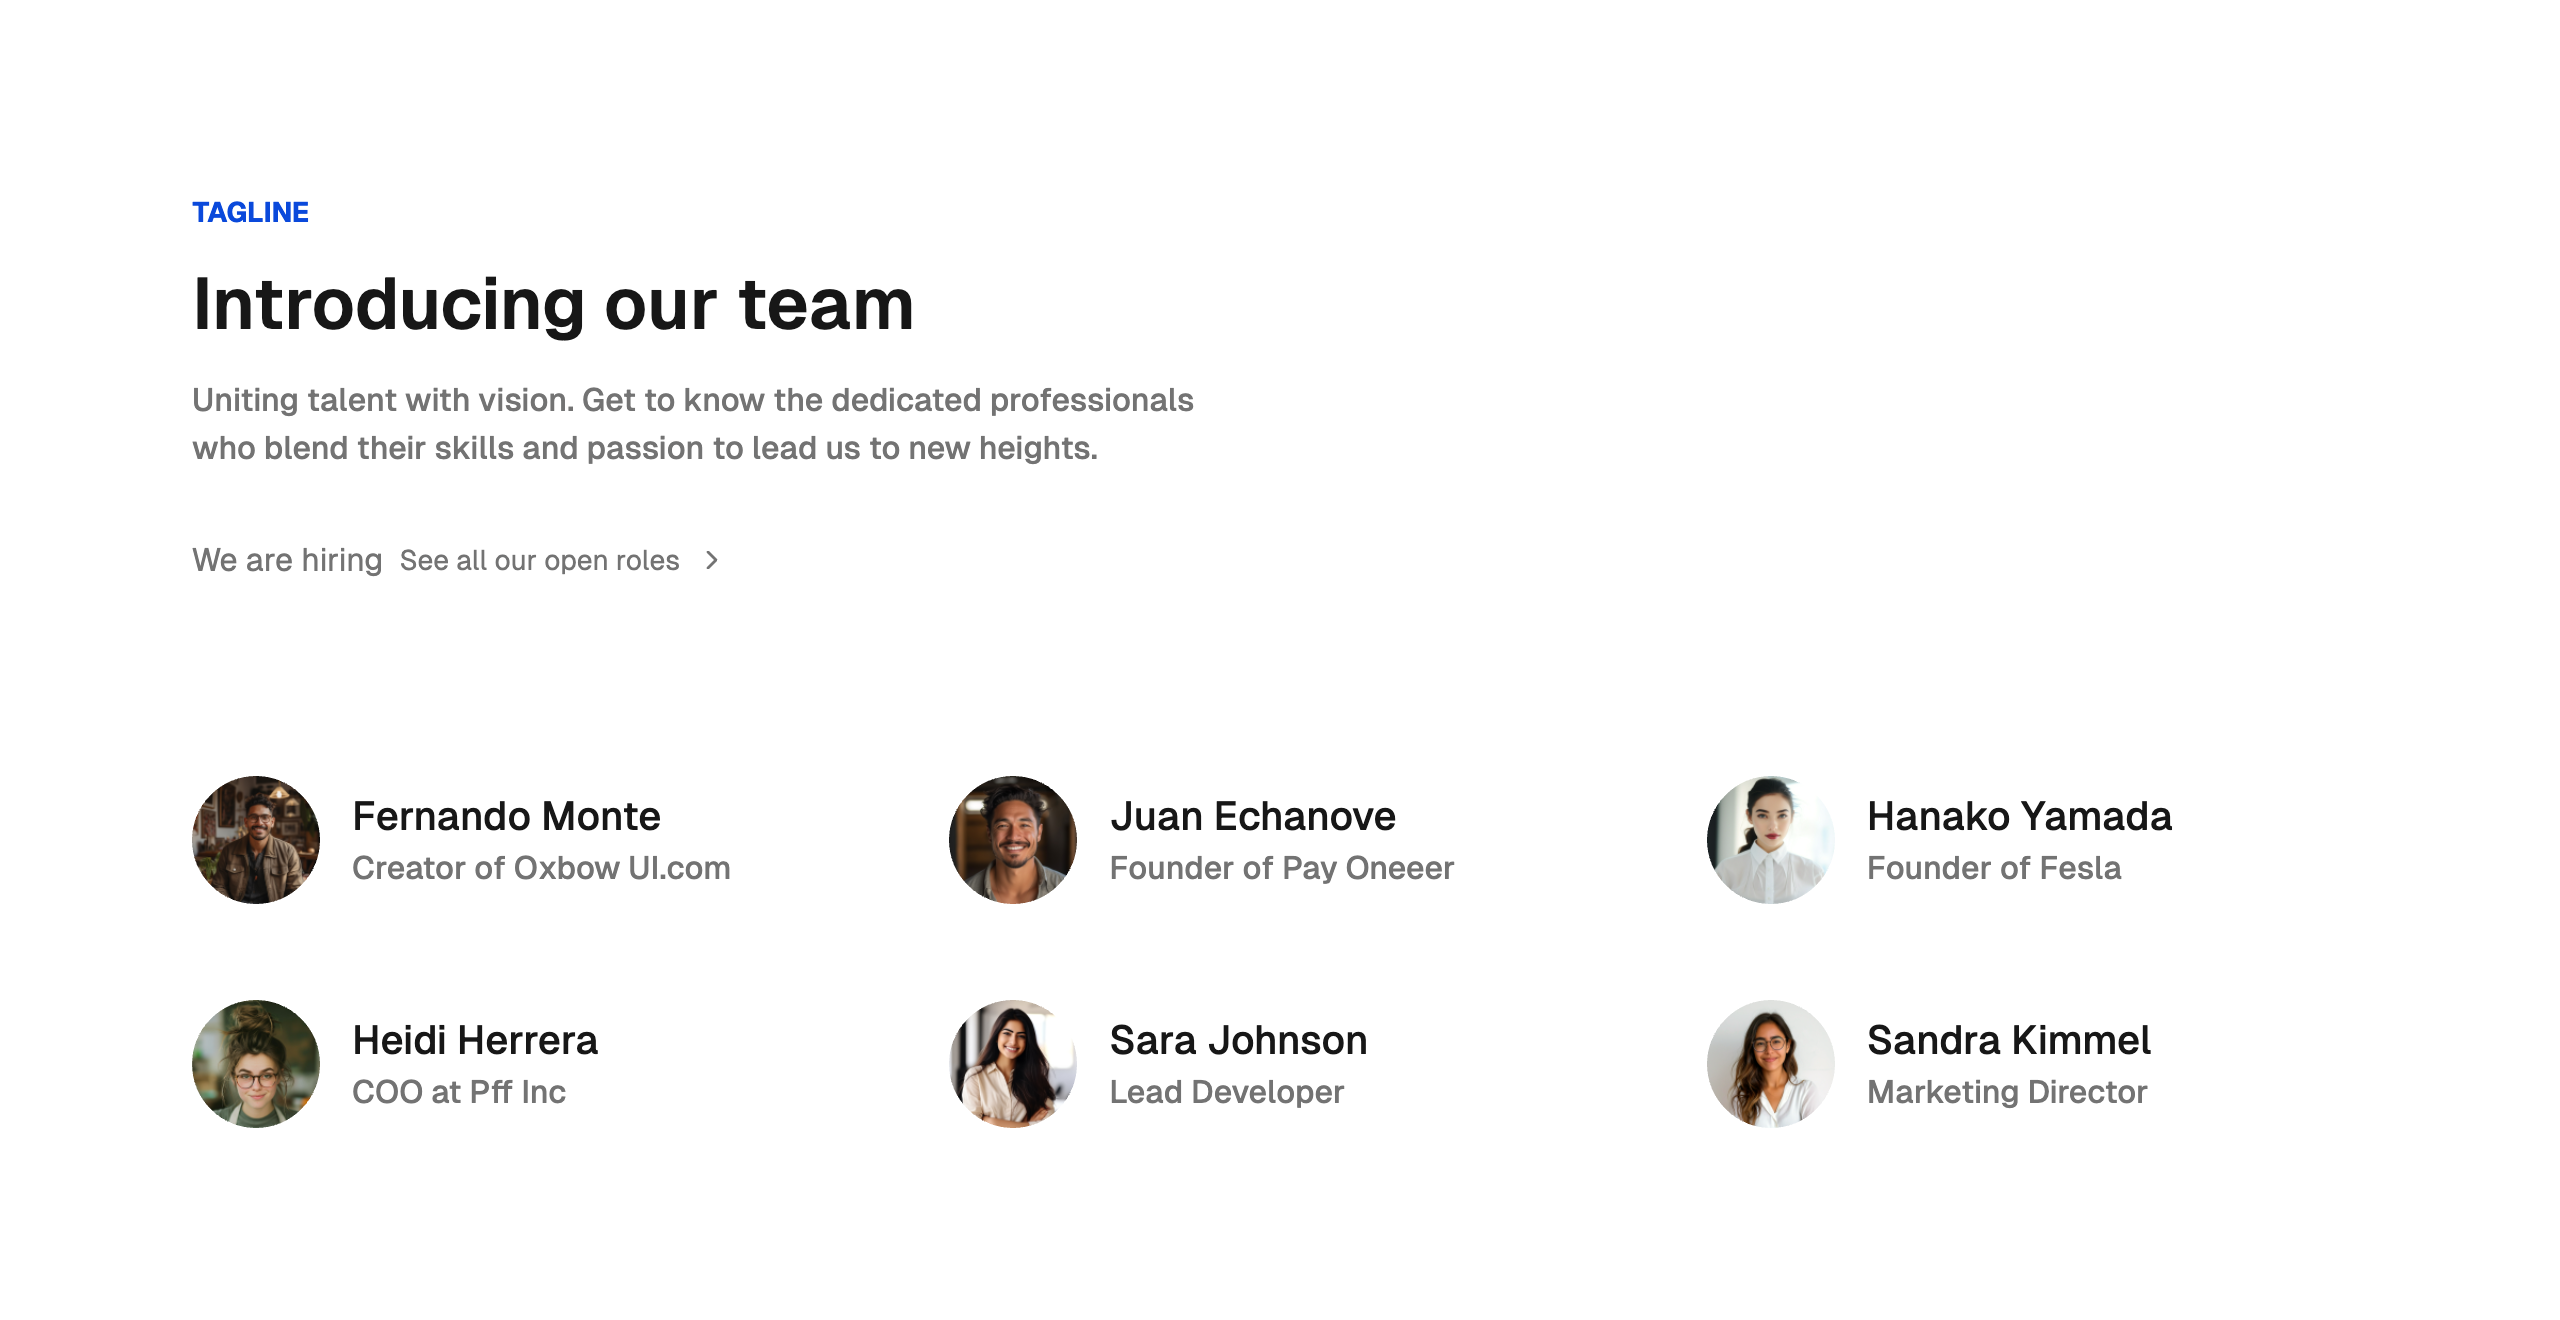 TAGLINE
Introducing our team
Uniting talent with vision. Get to know the dedicated professionals
who blend their skills and passion to lead us to new heights.
We are hiring See all our open roles
Fernando Monte
Creator of Oxbow UI.com
Juan Echanove
Founder of Pay Oneeer
Hanako Yamada
Founder of Fesla
Heidi Herrera
COO at Pff Inc
Sara Johnson
Lead Developer
Sandra Kimmel
Marketing Director